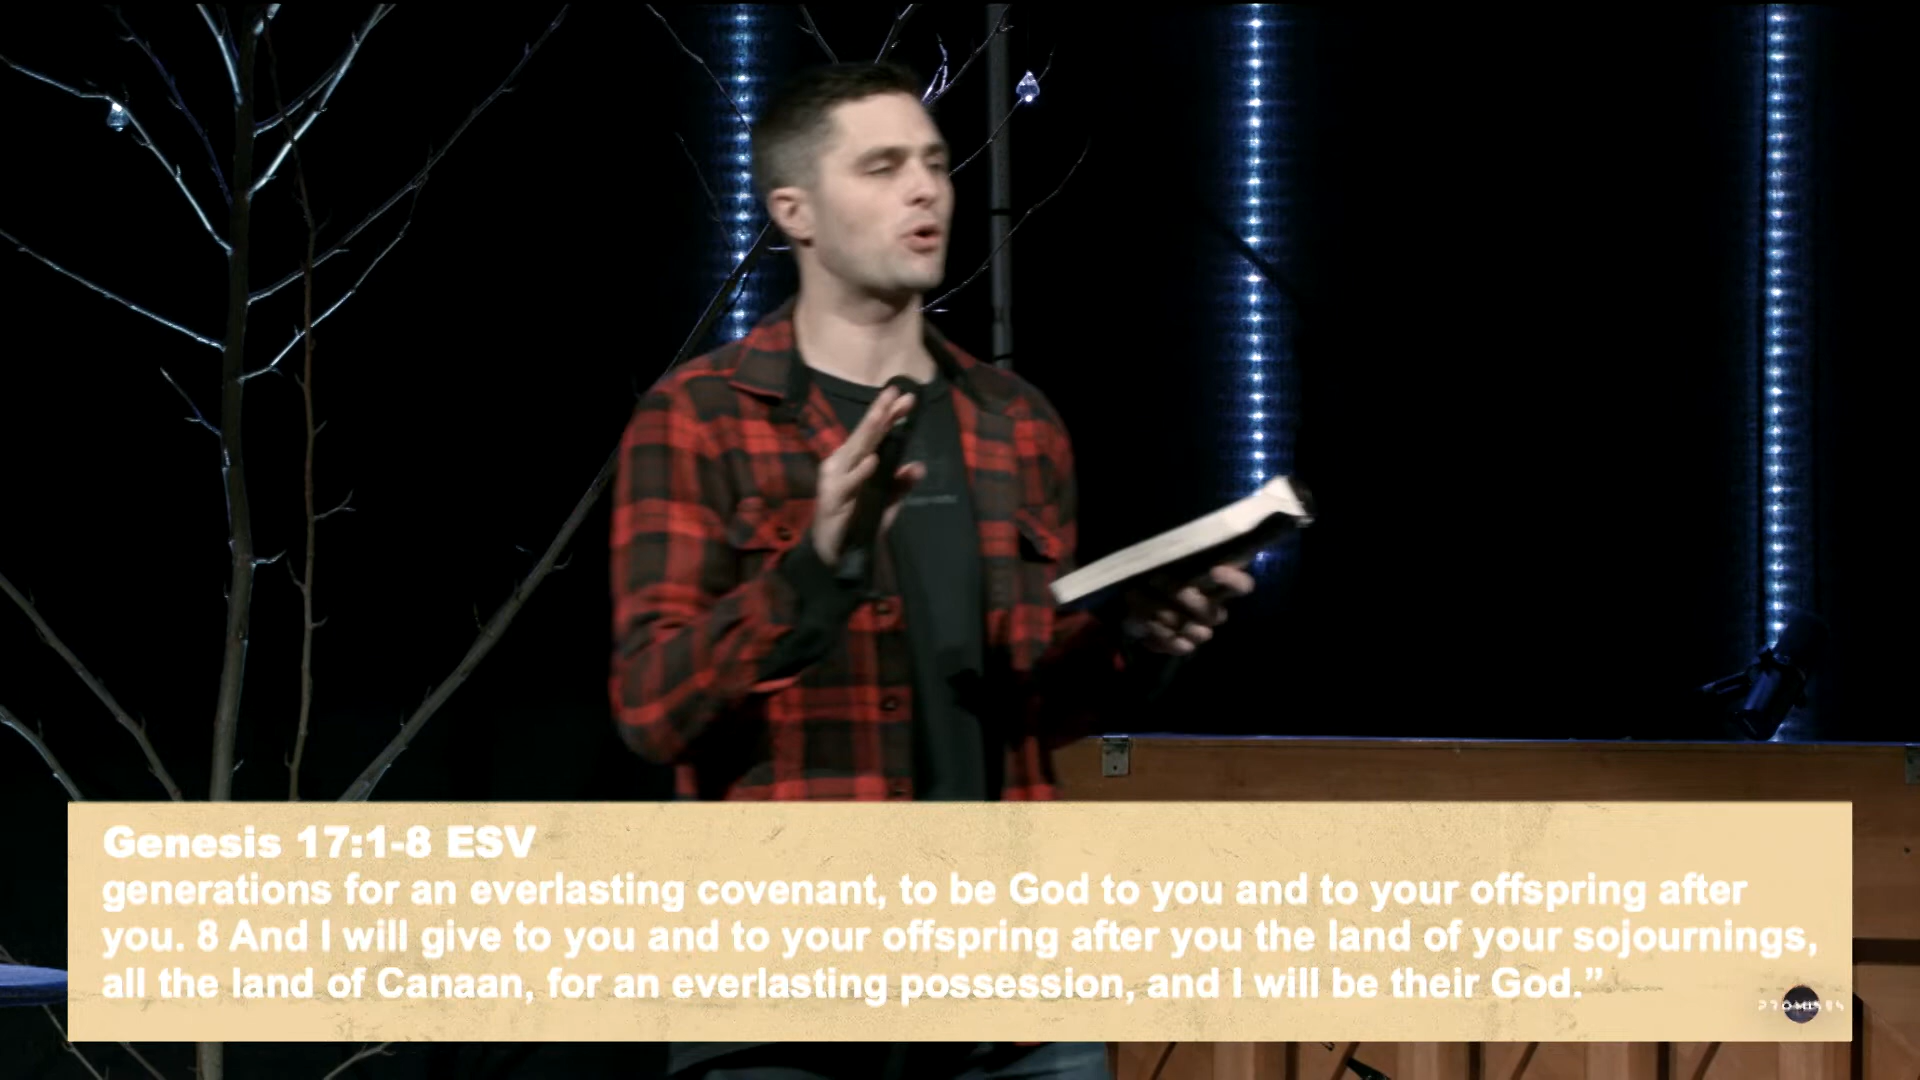 Genesis 17:1-8 ESV
generations for an everlasting covenant, to be God to you and to your offspring after
you. 8 And I will give to you and to your offspring after you the land of your sojournings,
all the land of Canaan, for an everlasting possession, and I will be their God.”